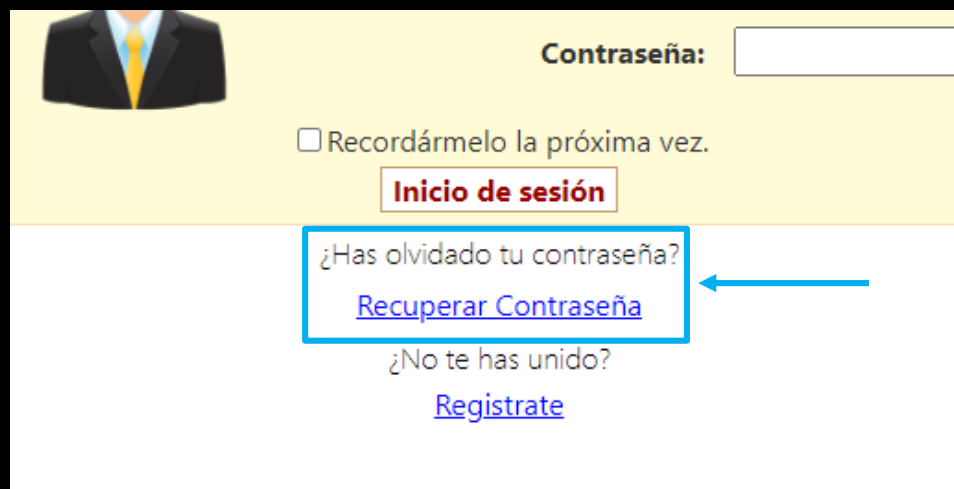 Contraseña:
Recordármelo la próxima vez.
Inicio de sesión
¿Has olvidado tu contraseña?
Recuperar Contraseña
¿No te has unido?
Registrate